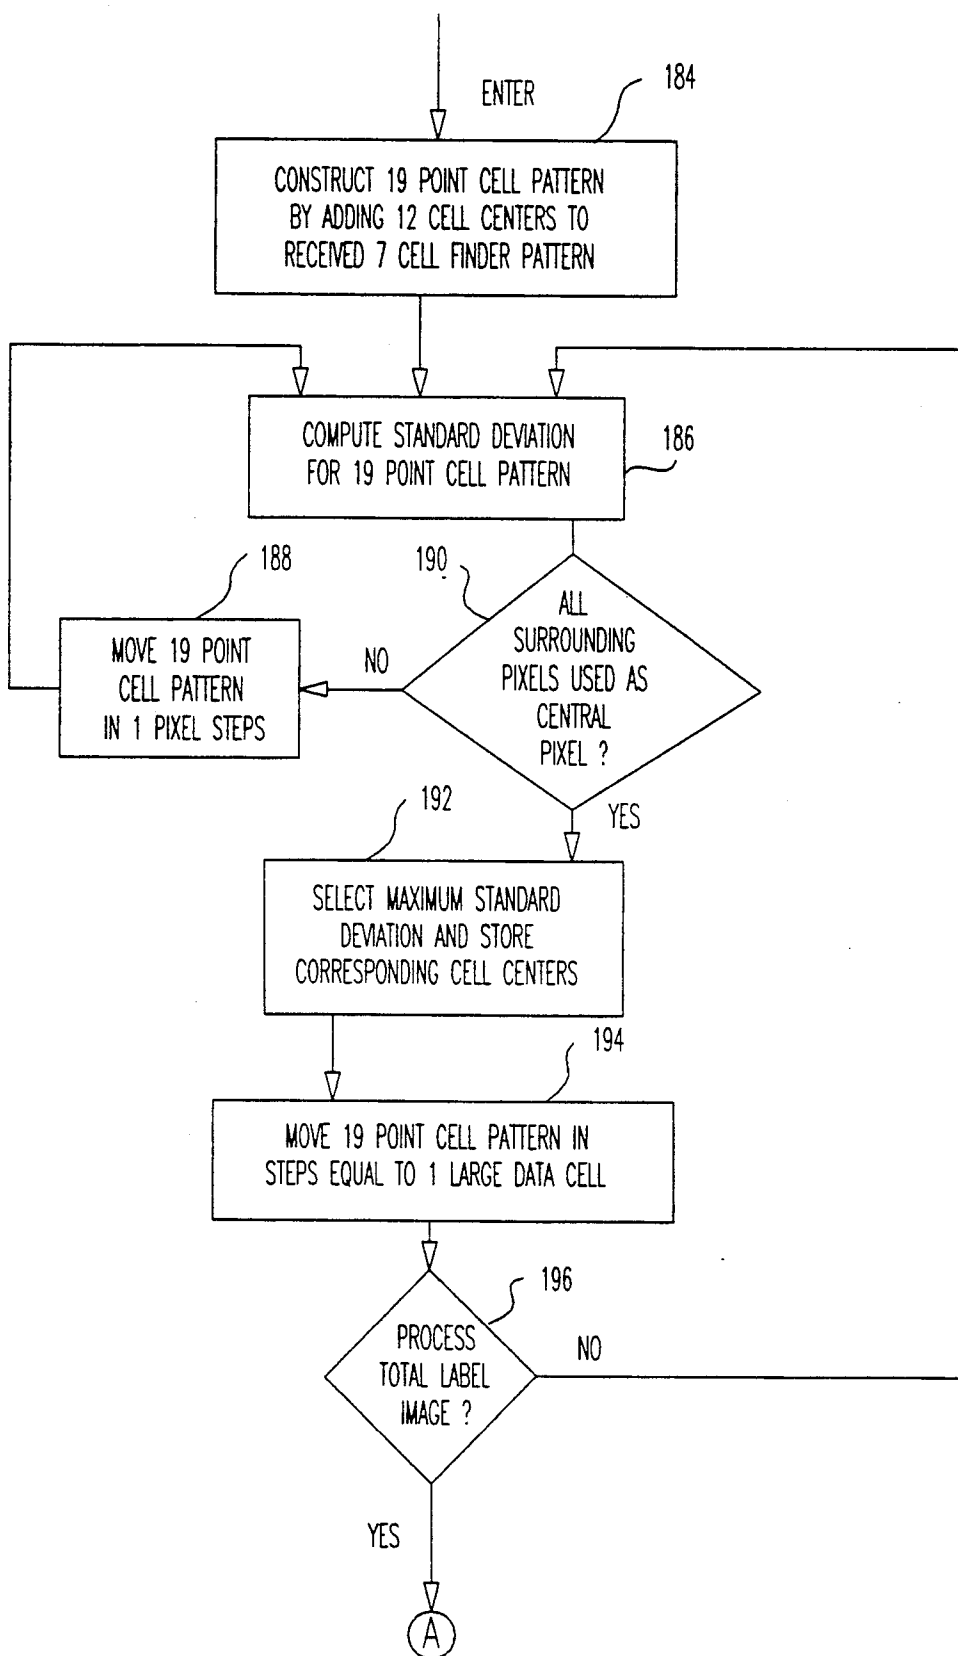 ENTER
184
CONSTRUCT 19 POINT CELL PATTERN
BY ADDING 12 CELL CENTERS TO
RECEIVED 7 CELL FINDER PATTERN
COMPUTE STANDARD DEVIATION
FOR 19 POINT CELL PATTERN
186
188
190
ALL
SURROUNDING
PIXELS USED AS
CENTRAL
PIXEL ?
NO
MOVE 19 POINT
CELL PATTERN
IN 1 PIXEL STEPS
YES
192
SELECT MAXIMUM STANDARD
DEVIATION AND STORE
CORRESPONDING CELL CENTERS
194
MOVE 19 POINT CELL PATTERN IN
STEPS EQUAL TO 1 LARGE DATA CELL
196
PROCESS
TOTAL LABEL
IMAGE ?
NO
YES
A